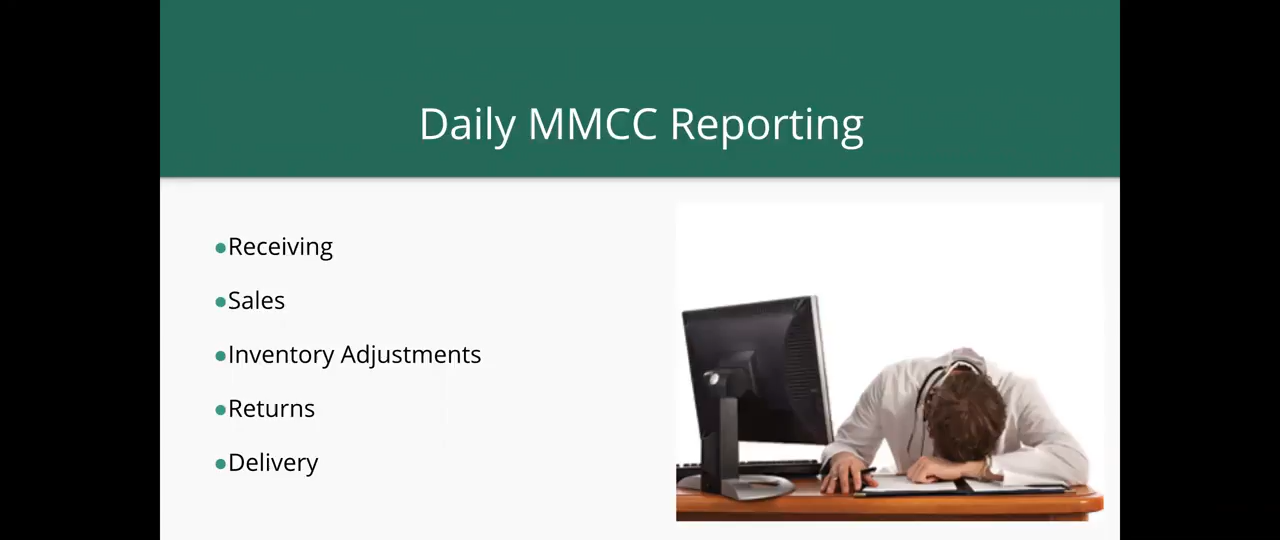 Daily MMCC Reporting
●Receiving
●Sales
●Inventory Adjustments
●Returns
●Delivery